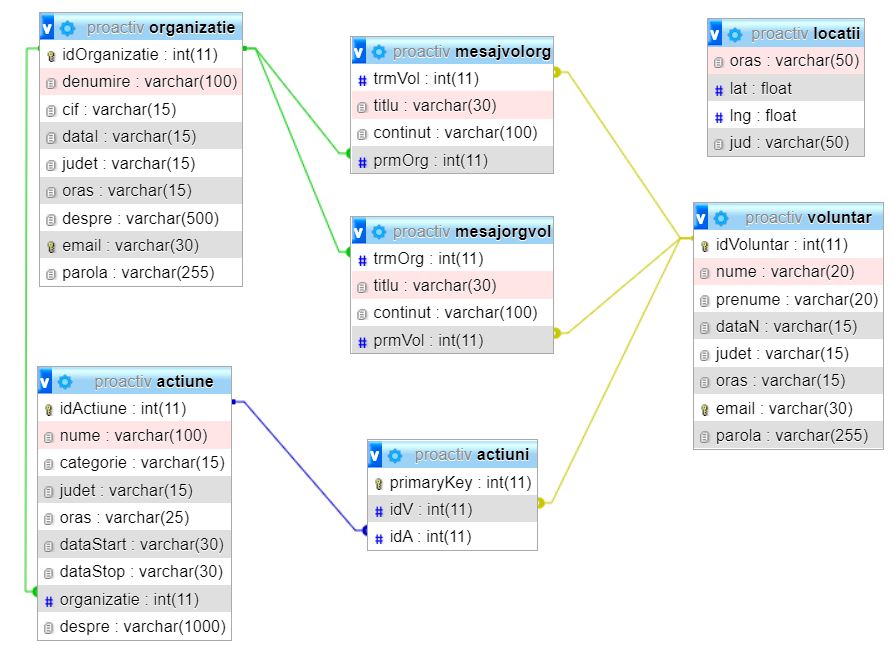 v proactiv organizatie
idOrganizatie : int(11)
denumire : varchar(100)
cif : varchar(15)
dataI : varchar(15)
judet : varchar(15)
oras : varchar(15)
despre : varchar(500)
email : varchar(30)
parola : varchar(255)
v proactiv mesajvolorg
# trmVol : int(11)
titlu : varchar(30)
continut : varchar(100)
# prmOrg : int(11)
v proactiv locatii
oras : varchar(50)
# lat : float
# lng : float
jud : varchar(50)
v proactiv mesajorgvol
# trmOrg : int(11)
titlu : varchar(30)
continut : varchar(100)
# prmVol : int(11)
v proactiv voluntar
idVoluntar : int(11)
nume : varchar(20)
prenume : varchar(20)
dataN : varchar(15)
judet : varchar(15)
oras : varchar(15)
email : varchar(30)
parola : varchar(255)
v proactiv actiune
idActiune : int(11)
nume : varchar(100)
categorie : varchar(15)
judet : varchar(15)
oras : varchar(25)
dataStart : varchar(30)
dataStop : varchar(30)
# organizatie : int(11)
despre : varchar(1000)
v proactiv actiuni
primaryKey : int(11)
# idV : int(11)
# idA : int(11)